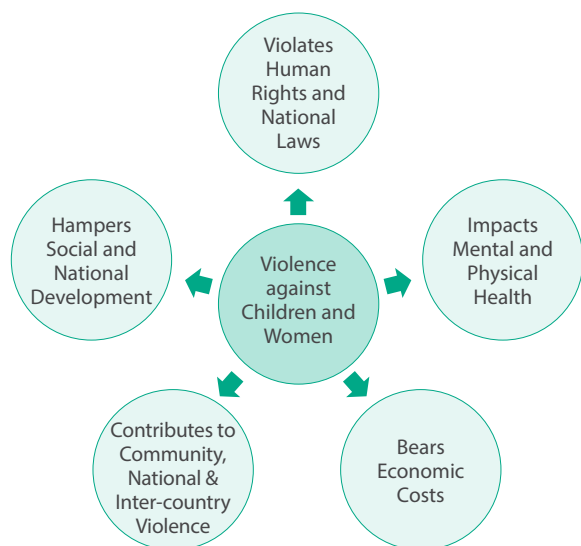 Violates
Human
Rights and
National
Laws
Hampers
Social and
National
Development
Impacts
Mental and
Physical
Health
Violence
against
Children and
Women
Contributes to
Community,
National &
Inter-country
Violence
Bears
Economic
Costs